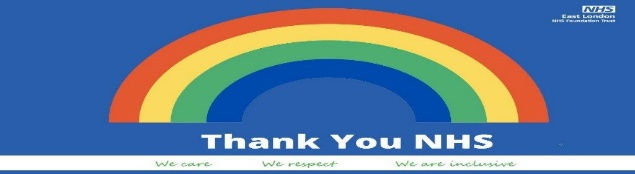 NHS
East London
NHS Foundation Trust
Thank You NHS
We care We respect We are inclusive